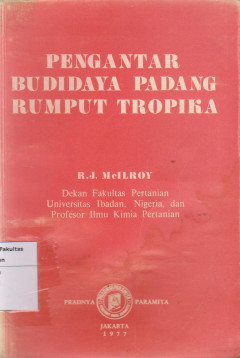 PENGANTAR
BUDIDAYA PADANG
RUMPUT TROPIKA
R.J. McILROY
Dekan Fakultas Pertanian
Universitas Ibadan, Nigeria, dan
Profesor Ilmu Kimia Pertanian
Fakultas
PRADNYA PARAMITA
JAKARTA
1977